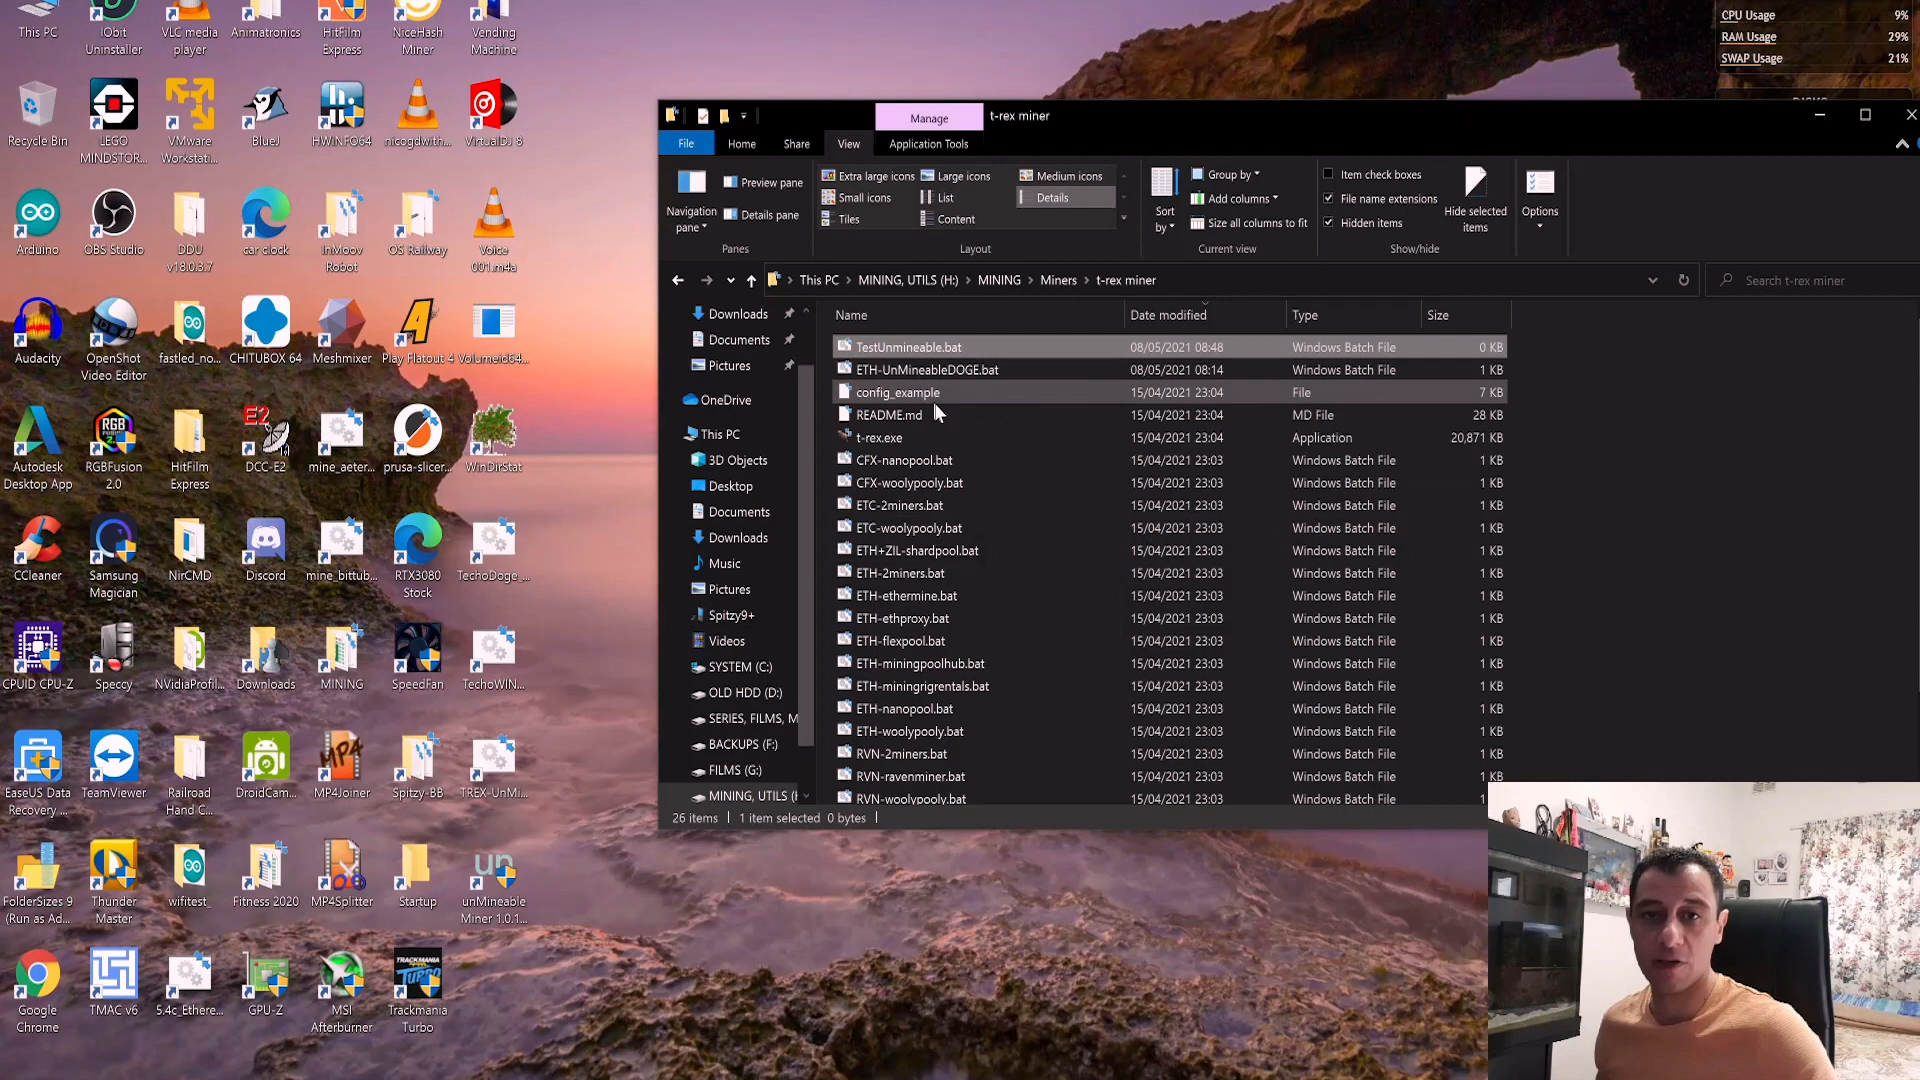 This PC
IObit
Uninstaller
VLC media
player
Animatronics
HitFilm
Express
NiceHash
Miner
Vending
Machine
Recycle Bin
LEGO
MINDSTOR...
VMware
Workstati...
BlueJ
HWiNFO64
nicogdwith...
VirtualDJ 8
Arduino
OBS Studio
DDU
v18.0.3.7
car clock
InMoov
Robot
OS Railway
Voice
001.m4a
Audacity
OpenShot
Video Editor
fastled_no...
CHITUBOX 64
Meshmixer
Play Flatout 4
Volumeid64...
Autodesk
Desktop App
RGB
FUSION
2.0
RGBFusion
2.0
HitFilm
Express
E2
DCC-E2
mine_aeter...
prusa-slicer...
WinDirStat
CCleaner
Samsung
Magician
NirCMD
Discord
mine_bittub...
RTX3080
Stock
TechoDoge_...
CPUID CPU-Z
Speccy
NVidiaProfil...
Downloads
MINING
SpeedFan
TechoWIN...
EaseUS Data
Recovery ...
TeamViewer
Railroad
Hand C...
DroidCam...
MP4
MP4Joiner
Spitzy-BB
TREX-UnMi...
FolderSizes 9
(Run as Ad...
Thunder
Master
wifitest_
Fitness 2020
MP4Splitter
Startup
un
unMineable
Miner 1.0.1...
Google
Chrome
TMAC v6
5.4c_Ethere...
GPU-Z
MSI
Afterburner
TRACKMANIA
TURBO
Trackmania
Turbo
CPU Usage 9%
RAM Usage 29%
SWAP Usage 21%
Manage
t-rex miner
File
Home
Share
View
Application Tools
Navigation
pane
Preview pane
Details pane
Panes
Extra large icons
Large icons
Medium icons
Small icons
List
Details
Tiles
Content
Layout
Sort
by
Group by
Add columns
Size all columns to fit
Current view
Item check boxes
File name extensions
Hidden items
Hide selected
items
Show/hide
Options
This PC
MINING, UTILS (H:)
MINING
Miners
t-rex miner
Search t-rex miner
Downloads
Documents
Pictures
OneDrive
This PC
3D Objects
Desktop
Documents
Downloads
Music
Pictures
Spitzy9+
Videos
SYSTEM (C:)
OLD HDD (D:)
SERIES, FILMS, M
BACKUPS (F:)
FILMS (G:)
MINING, UTILS (H
Name Date modified Type Size
TestUnmineable.bat 08/05/2021 08:48 Windows Batch File 0 KB
ETH-UnMineableDOGE.bat 08/05/2021 08:14 Windows Batch File 1 KB
config_example 15/04/2021 23:04 File 7 KB
README.md 15/04/2021 23:04 MD File 28 KB
t-rex.exe 15/04/2021 23:04 Application 20,871 KB
CFX-nanopool.bat 15/04/2021 23:03 Windows Batch File 1 KB
CFX-woolypooly.bat 15/04/2021 23:03 Windows Batch File 1 KB
ETC-2miners.bat 15/04/2021 23:03 Windows Batch File 1 KB
ETC-woolypooly.bat 15/04/2021 23:03 Windows Batch File 1 KB
ETH+ZIL-shardpool.bat 15/04/2021 23:03 Windows Batch File 1 KB
ETH-2miners.bat 15/04/2021 23:03 Windows Batch File 1 KB
ETH-ethermine.bat 15/04/2021 23:03 Windows Batch File 1 KB
ETH-ethproxy.bat 15/04/2021 23:03 Windows Batch File 1 KB
ETH-flexpool.bat 15/04/2021 23:03 Windows Batch File 1 KB
ETH-miningpoolhub.bat 15/04/2021 23:03 Windows Batch File 1 KB
ETH-miningrigrentals.bat 15/04/2021 23:03 Windows Batch File 1 KB
ETH-nanopool.bat 15/04/2021 23:03 Windows Batch File 1 KB
ETH-woolypooly.bat 15/04/2021 23:03 Windows Batch File 1 KB
RVN-2miners.bat 15/04/2021 23:03 Windows Batch File 1 KB
RVN-ravenminer.bat 15/04/2021 23:03 Windows Batch File 1 KB
RVN-woolypooly.bat 15/04/2021 23:03 Windows Batch File 1
26 items
1 item selected 0 bytes